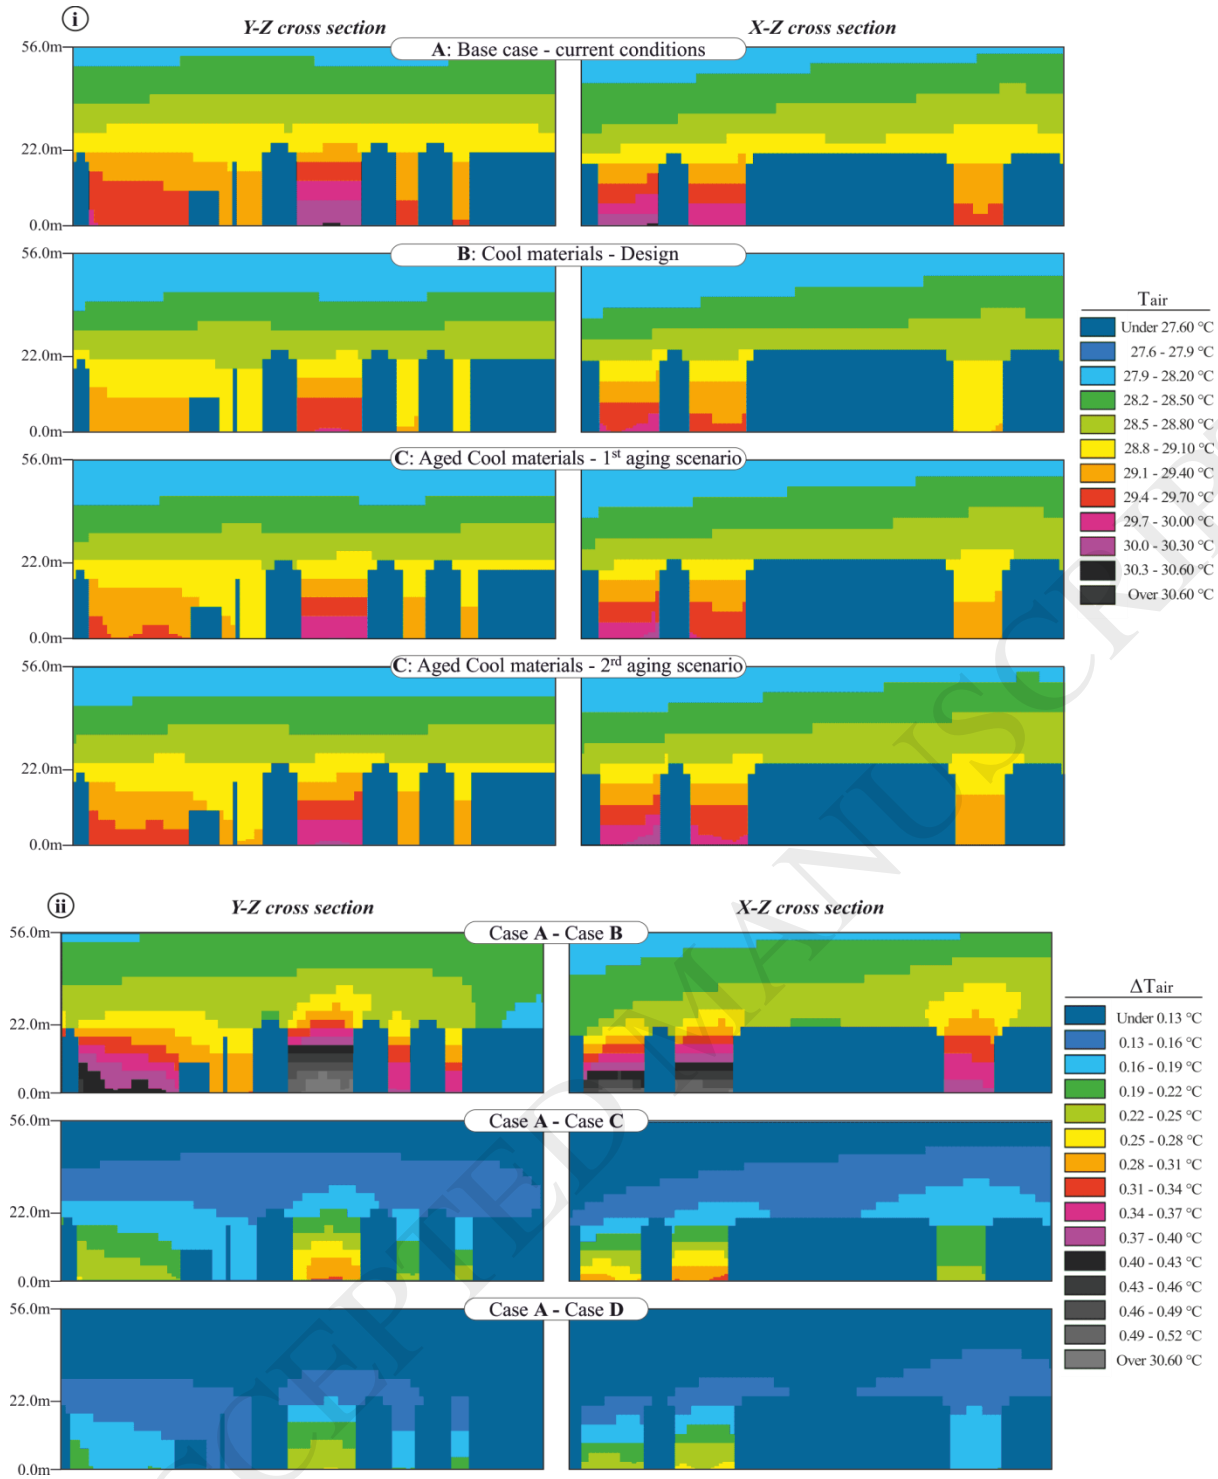 i
Y-Z cross section X-Z cross section
A: Base case - current conditions
56.0m
22.0m
0.0m
B: Cool materials - Design
56.0m
22.0m
0.0m
C: Aged Cool materials - 1st aging scenario
56.0m
22.0m
0.0m
C: Aged Cool materials - 2rd aging scenario
56.0m
22.0m
0.0m
Tair
Under 27.60 °C
27.6 - 27.9 °C
27.9 - 28.20 °C
28.2 - 28.50 °C
28.5 - 28.80 °C
28.8 - 29.10 °C
29.1 - 29.40 °C
29.4 - 29.70 °C
29.7 - 30.00 °C
30.0 - 30.30 °C
30.3 - 30.60 °C
Over 30.60 °C
ii
Y-Z cross section X-Z cross section
Case A - Case B
56.0m
22.0m
0.0m
Case A - Case C
56.0m
22.0m
0.0m
Case A - Case D
56.0m
22.0m
0.0m
ΔTair
Under 0.13 °C
0.13 - 0.16 °C
0.16 - 0.19 °C
0.19 - 0.22 °C
0.22 - 0.25 °C
0.25 - 0.28 °C
0.28 - 0.31 °C
0.31 - 0.34 °C
0.34 - 0.37 °C
0.37 - 0.40 °C
0.40 - 0.43 °C
0.43 - 0.46 °C
0.46 - 0.49 °C
0.49 - 0.52 °C
Over 30.60 °C
CCEPTED MANUSCRIP